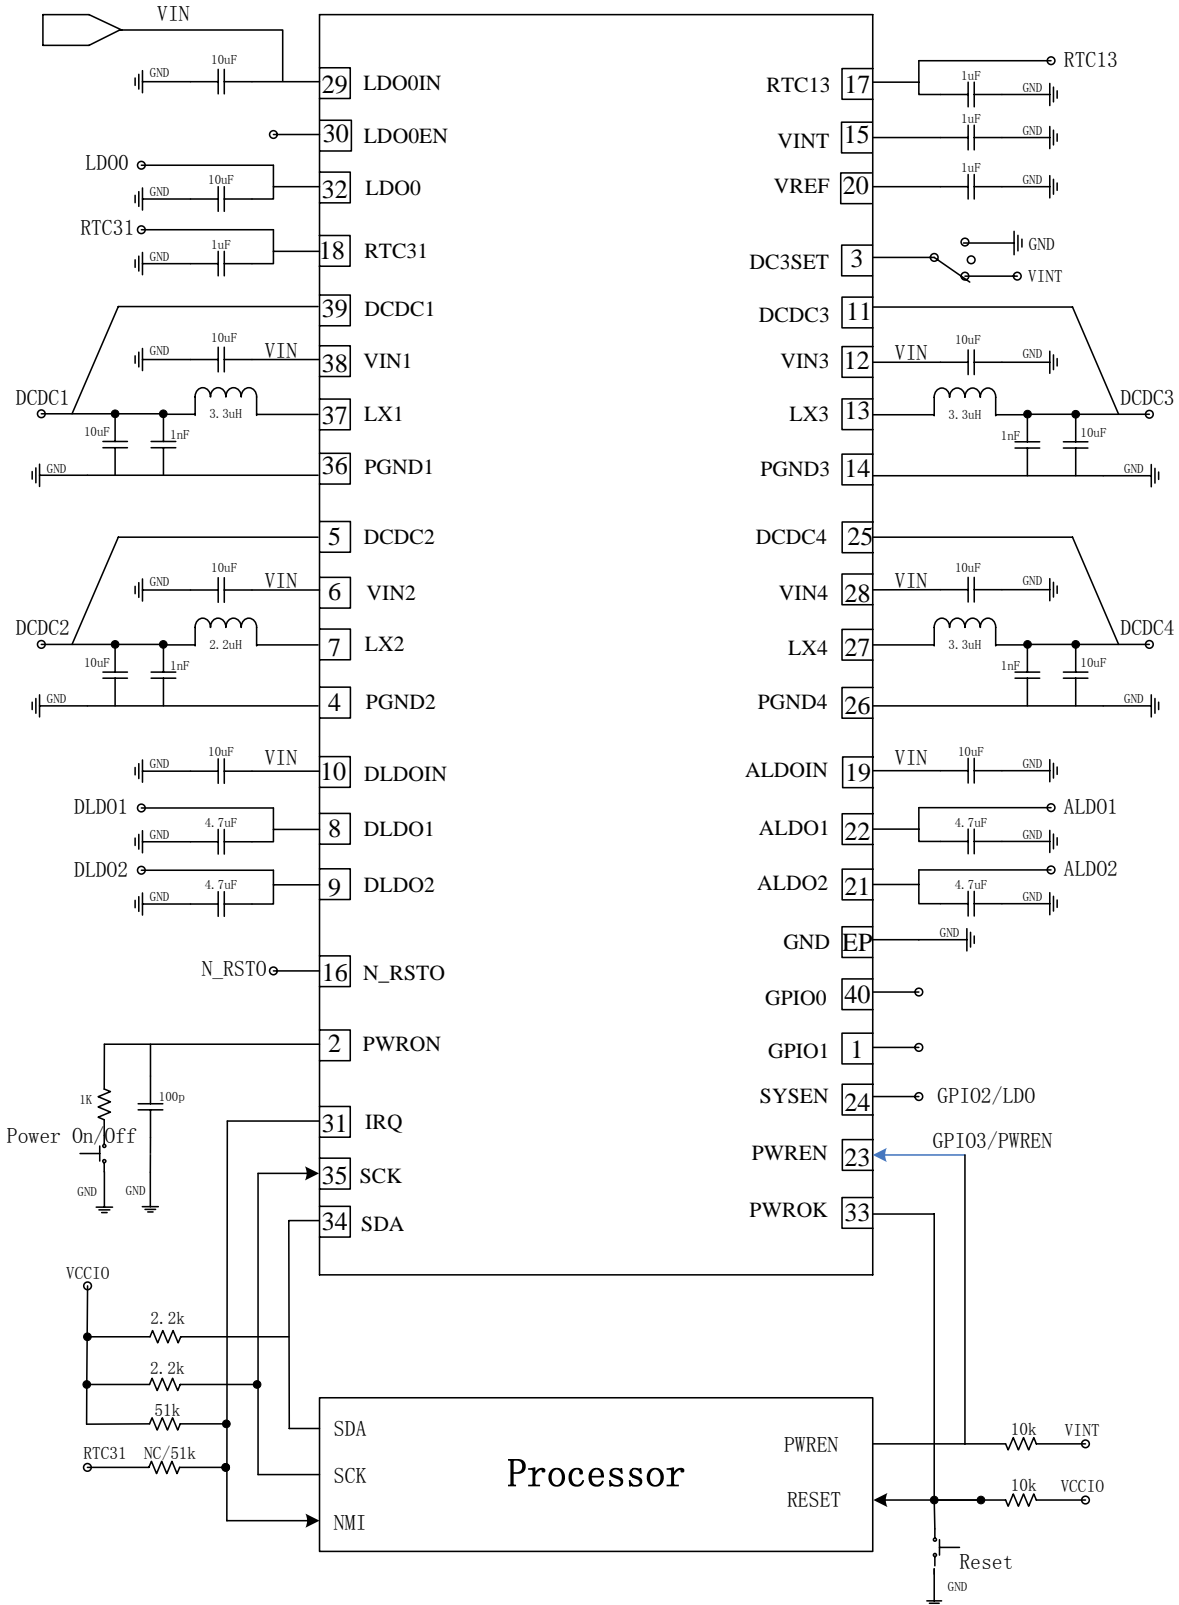 VIN
GND 10uF 29 LDO0IN
30 LDO0EN
LDO0
GND 10uF 32 LDO0
RTC31
GND 1uF 18 RTC31
39 DCDC1
GND 10uF VIN 38 VIN1
DCDC1 3.3uH 37 LX1
10uF 1nF
GND 36 PGND1
5 DCDC2
GND 10uF VIN 6 VIN2
DCDC2 2.2uH 7 LX2
10uF 1nF
GND 4 PGND2
GND 10uF VIN 10 DLDOIN
DLDO1
GND 4.7uF 8 DLDO1
DLDO2
GND 4.7uF 9 DLDO2
N_RSTO 16 N_RSTO
2 PWRON
1K 100p
Power On/Off
GND GND
31 IRQ
35 SCK
34 SDA
RTC13 17 RTC13
1uF GND
VINT 15 1uF GND
VREF 20 1uF GND
DC3SET 3 GND
VINT
DCDC3 11
VIN3 12 VIN 10uF GND
LX3 13 3.3uH DCDC3
1nF 10uF
PGND3 14 GND
DCDC4 25
VIN4 28 VIN 10uF GND
LX4 27 3.3uH DCDC4
1nF 10uF
PGND4 26 GND
ALDOIN 19 VIN 10uF GND
ALDO1 22 ALDO1
4.7uF GND
ALDO2 21 ALDO2
4.7uF GND
GND EP GND
GPIO0 40
GPIO1 1
SYSEN 24 GPIO2/LDO
GPIO3/PWREN
PWREN 23
PWROK 33
VCCIO
2.2k
2.2k
51k
RTC31 NC/51k
SDA
SCK
NMI
Processor
PWREN
RESET
10k VINT
10k VCCIO
Reset
GND